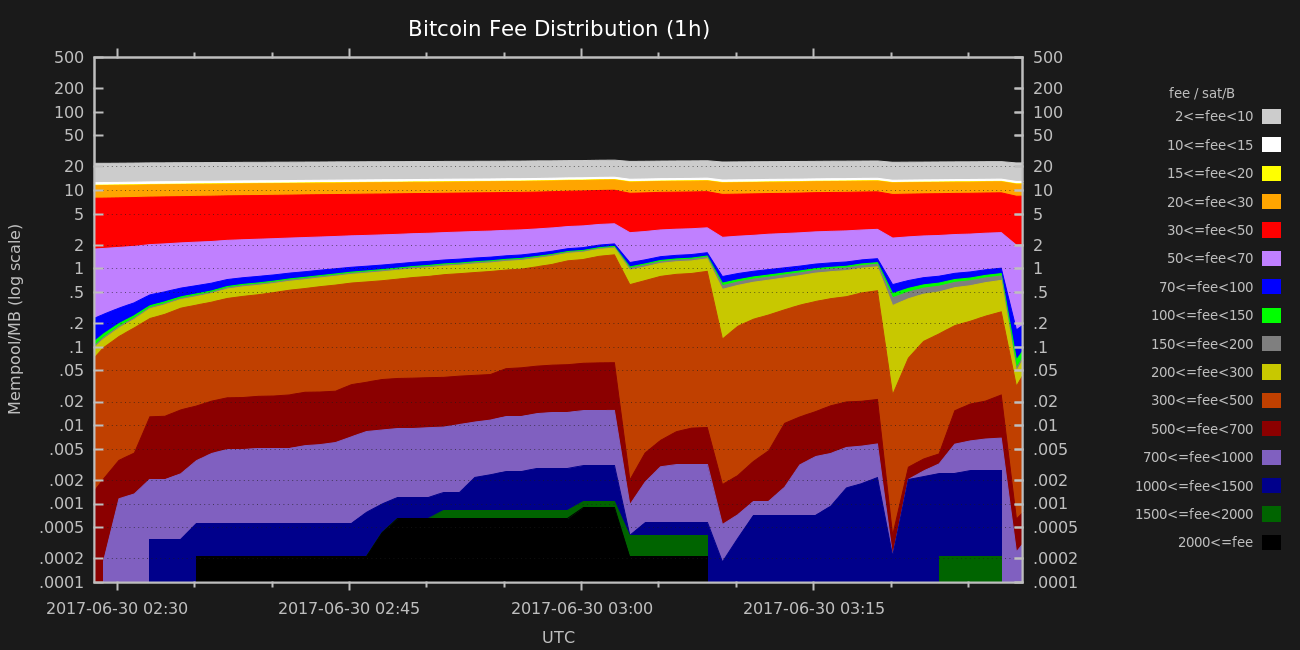 Bitcoin Fee Distribution (1h)
500 500
200 200
100 100
50 50
20 20
10 10
5 5
2 2
1 1
.5 .5
.2 .2
.1 .1
.05 .05
.02 .02
.01 .01
.005 .005
.002 .002
.001 .001
.0005 .0005
.0002 .0002
.0001 .0001
Mempool/MB (log scale)
2017-06-30 02:30 2017-06-30 02:45 2017-06-30 03:00 2017-06-30 03:15
UTC
fee / sat/B
2<=fee<10
10<=fee<15
15<=fee<20
20<=fee<30
30<=fee<50
50<=fee<70
70<=fee<100
100<=fee<150
150<=fee<200
200<=fee<300
300<=fee<500
500<=fee<700
700<=fee<1000
1000<=fee<1500
1500<=fee<2000
2000<=fee